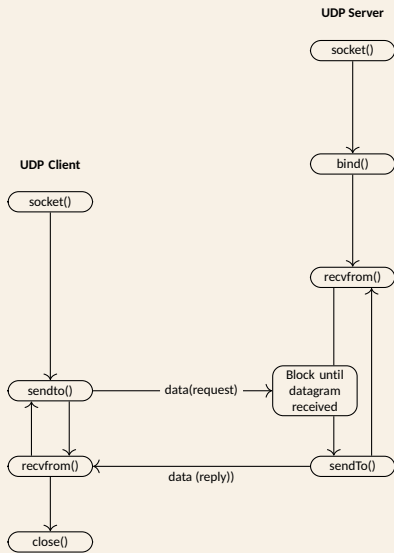 UDP Server
socket()
bind()
UDP Client
socket()
recvfrom()
sendto()
data(request)
Block until
datagram
received
recvfrom()
data (reply))
sendTo()
close()